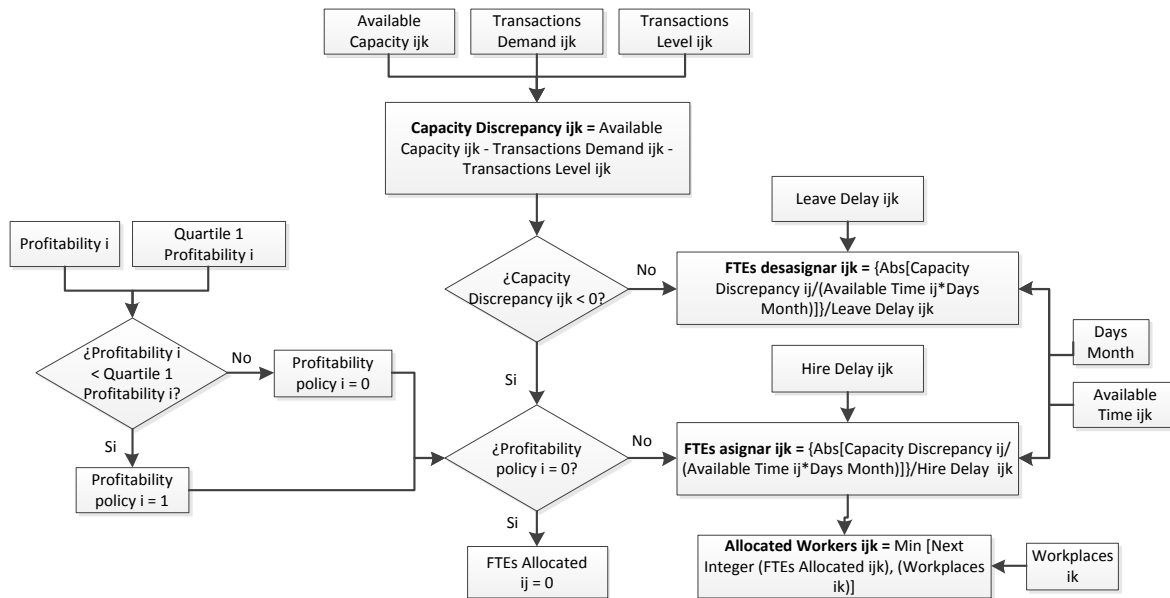 Available
Capacity ijk
Transactions
Demand ijk
Transactions
Level ijk
Capacity Discrepancy ijk = Available
Capacity ijk - Transactions Demand ijk -
Transactions Level ijk
Leave Delay ijk
Profitability i
Quartile 1
Profitability i
¿Capacity
Discrepancy ijk < 0?
No
FTEs desasignar ijk = {Abs[Capacity
Discrepancy ij/(Available Time ij*Days
Month)]}/Leave Delay ijk
Days
Month
¿Profitability i
< Quartile 1
Profitability i?
No
Profitability
policy i = 0
Si
Hire Delay ijk
Available
Time ijk
Si
Profitability
policy i = 1
¿Profitability
policy i = 0?
No
FTEs asignar ijk = {Abs[Capacity Discrepancy ij/
(Available Time ij*Days Month)]}/Hire Delay  ijk
Si
FTEs Allocated
ij = 0
Allocated Workers ijk = Min [Next
Integer (FTEs Allocated ijk), (Workplaces
ik)]
Workplaces
ik